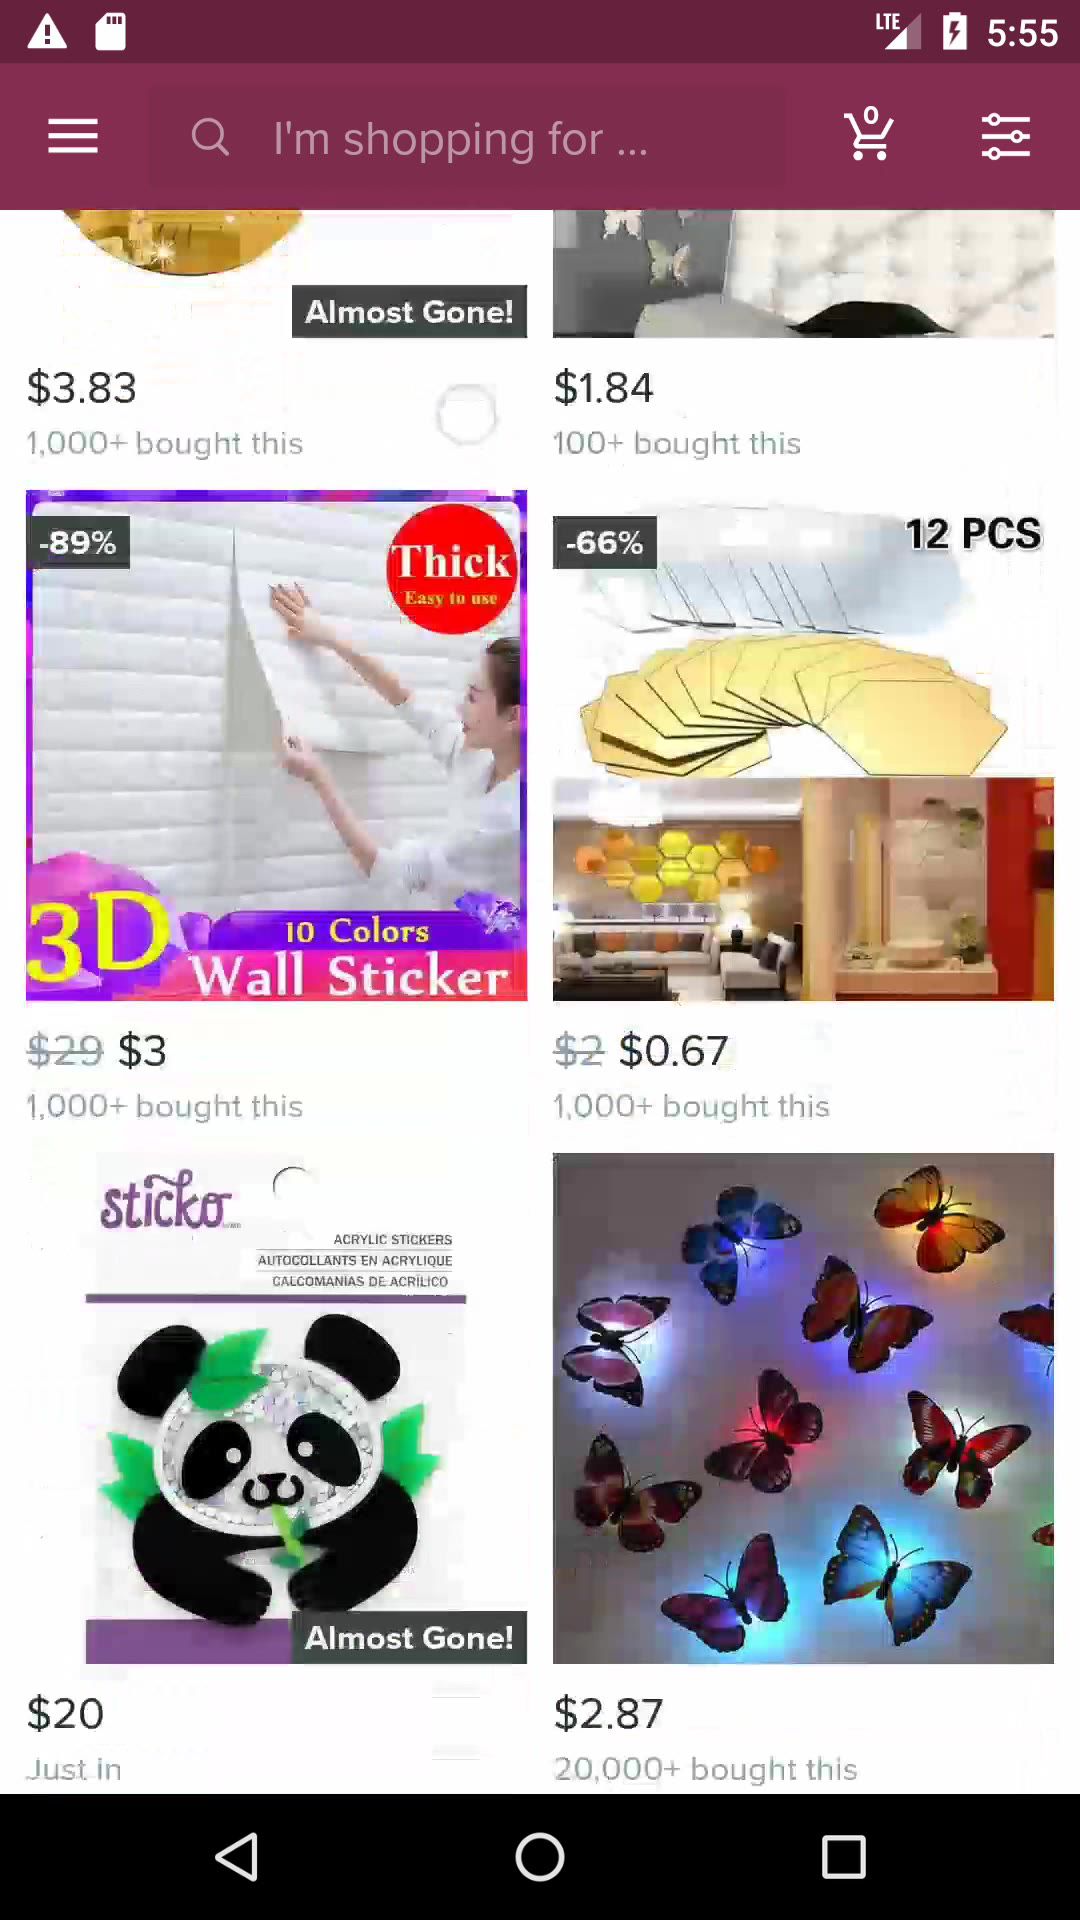 LTE 5:55
I'm shopping for ...
0
Almost Gone!
$3.83
1,000+ bought this
$1.84
100+ bought this
-89%
Thick
Easy to use
3D
10 Colors
Wall Sticker
-66%
12 PCS
$29 $3
1,000+ bought this
$2 $0.67
1,000+ bought this
sticko
ACRYLIC STICKERS
AUTOCOLLANTS EN ACRYLIQUE
CALCOMANÍAS DE ACRÍLICO
Almost Gone!
$20
Just in
$2.87
20,000+ bought this